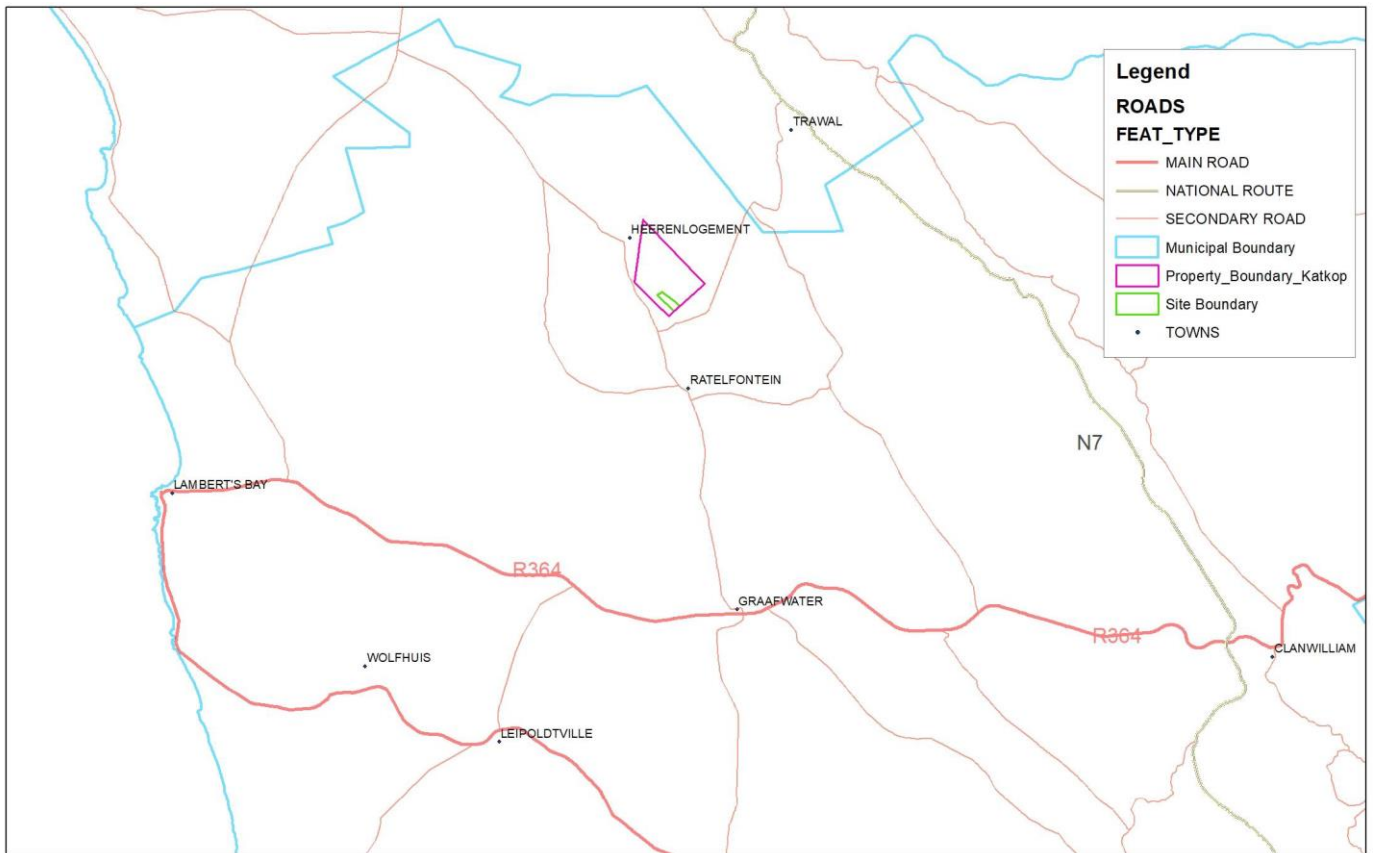 TRAWAL
HEERENLOGEMENT
RATELFONTEIN
N7
LAMBERT'S BAY
R364
GRAAFWATER
R364
CLANWILLIAM
WOLFHUIS
LEIPOLDTVILLE
Legend
ROADS
FEAT_TYPE
MAIN ROAD
NATIONAL ROUTE
SECONDARY ROAD
Municipal Boundary
Property_Boundary_Katkop
Site Boundary
TOWNS